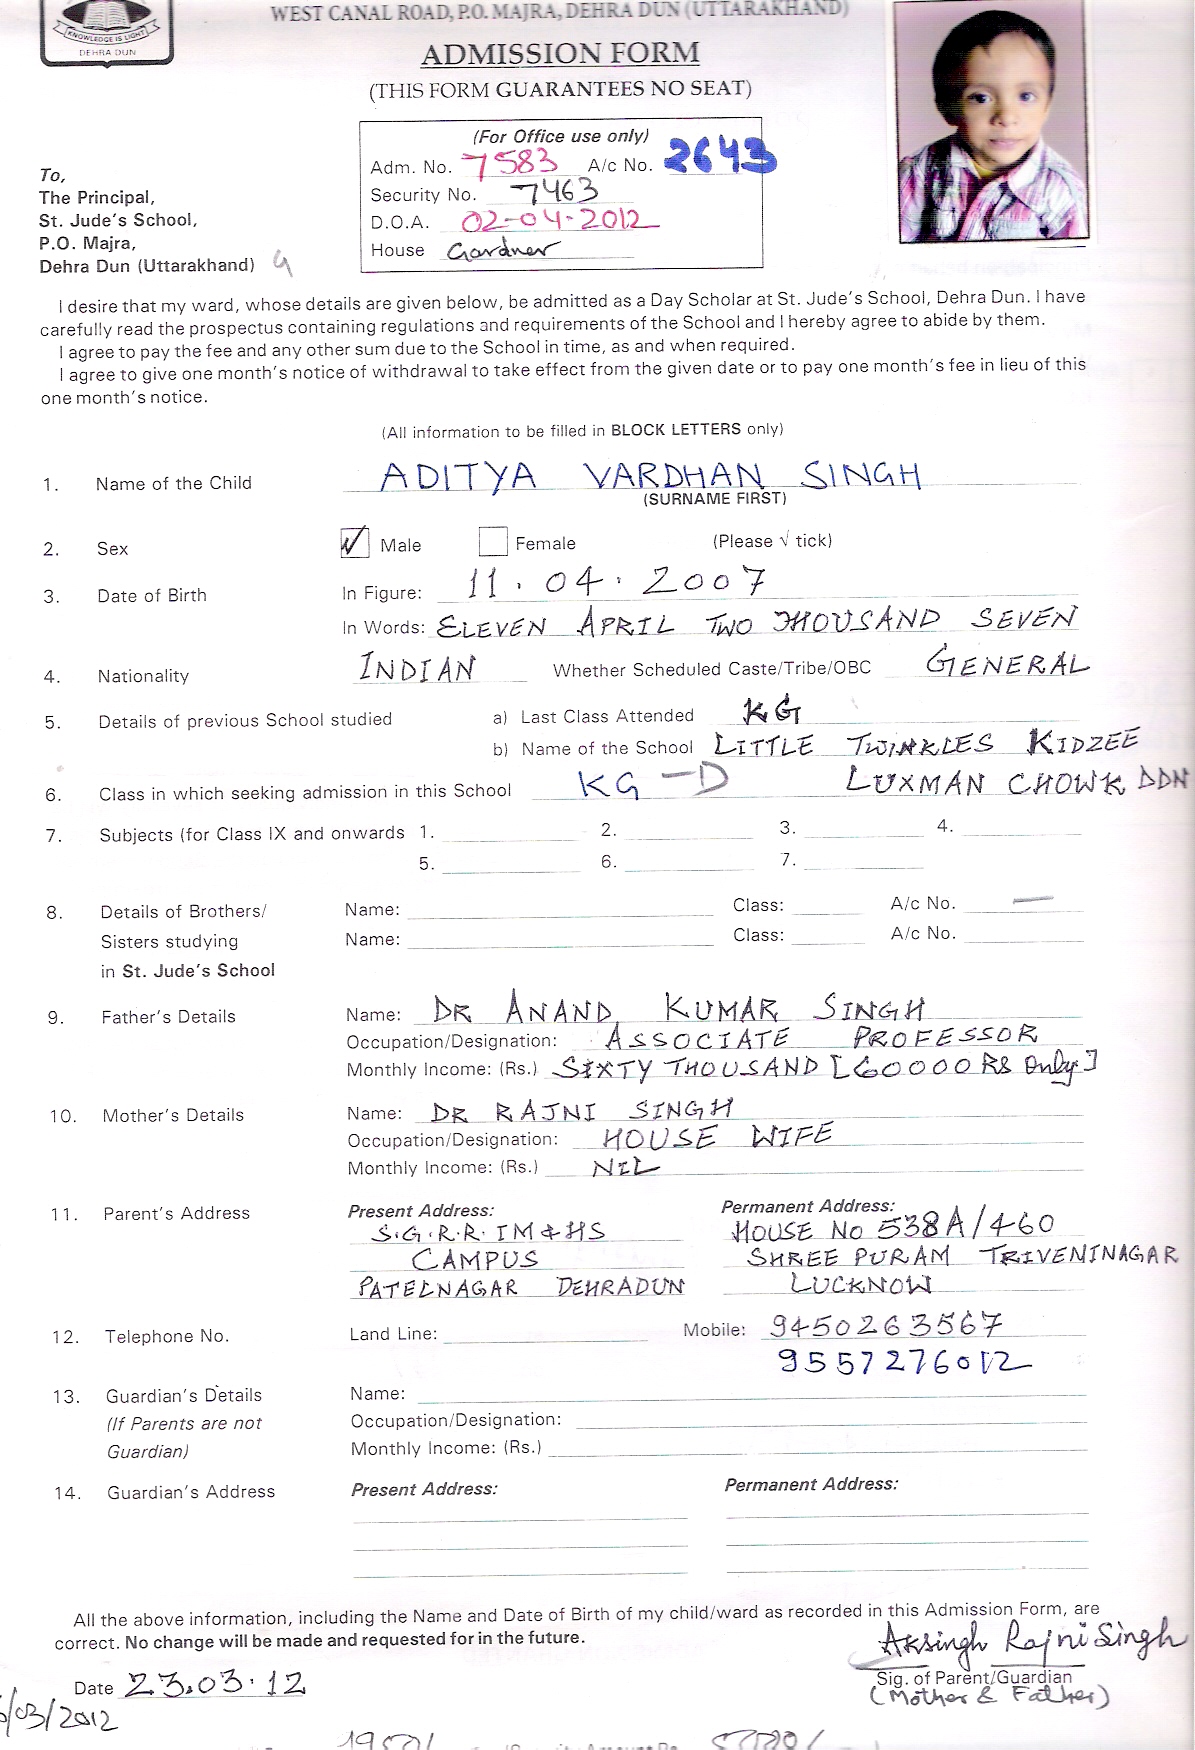 KNOWLEDGE IS LIGHT
DEHRA DUN
WEST CANAL ROAD, P.O. MAJRA, DEHRA DUN (UTTARAKHAND)
ADMISSION FORM
(THIS FORM GUARANTEES NO SEAT)
(For Office use only)
Adm. No. 7583 A/c No. 2643
Security No. 7463
D.O.A. 02-04-2012
House Gardner
To,
The Principal,
St. Jude's School,
P.O. Majra,
Dehra Dun (Uttarakhand)
I desire that my ward, whose details are given below, be admitted as a Day Scholar at St. Jude's School, Dehra Dun. I have
carefully read the prospectus containing regulations and requirements of the School and I hereby agree to abide by them.
I agree to pay the fee and any other sum due to the School in time, as and when required.
I agree to give one month's notice of withdrawal to take effect from the given date or to pay one month's fee in lieu of this
one month's notice.
(All information to be filled in BLOCK LETTERS only)
1. Name of the Child ADITYA VARDHAN SINGH
(SURNAME FIRST)
2. Sex Male Female (Please √ tick)
3. Date of Birth In Figure: 11.04.2007
In Words: ELEVEN APRIL TWO THOUSAND SEVEN
4. Nationality INDIAN Whether Scheduled Caste/Tribe/OBC GENERAL
5. Details of previous School studied a) Last Class Attended KG
b) Name of the School LITTLE TWINKLES KIDZEE
LUXMAN CHOWK DDN
6. Class in which seeking admission in this School KG - D
7. Subjects (for Class IX and onwards 1. 2. 3. 4.
5. 6. 7.
8. Details of Brothers/ Name: Class: A/c No. —
Sisters studying Name: Class: A/c No.
in St. Jude's School
9. Father's Details Name: DR ANAND KUMAR SINGH
Occupation/Designation: ASSOCIATE PROFESSOR
Monthly Income: (Rs.) SIXTY THOUSAND [60000 RS Only]
10. Mother's Details Name: DR RAJNI SINGH
Occupation/Designation: HOUSE WIFE
Monthly Income: (Rs.) NIL
11. Parent's Address Present Address: Permanent Address:
S.G.R.R. IM&HS HOUSE No 538A/460
CAMPUS SHREE PURAM TRIVENINAGAR
PATELNAGAR DEHRADUN LUCKNOW
12. Telephone No. Land Line: Mobile: 9450263567
9557276012
13. Guardian's Details Name:
(If Parents are not Occupation/Designation:
Guardian) Monthly Income: (Rs.)
14. Guardian's Address Present Address: Permanent Address:
All the above information, including the Name and Date of Birth of my child/ward as recorded in this Admission Form, are
correct. No change will be made and requested for in the future.
AKSingh Rajni Singh
Date 23.03.12 Sig. of Parent/Guardian
(Mother & Father)
/03/2012